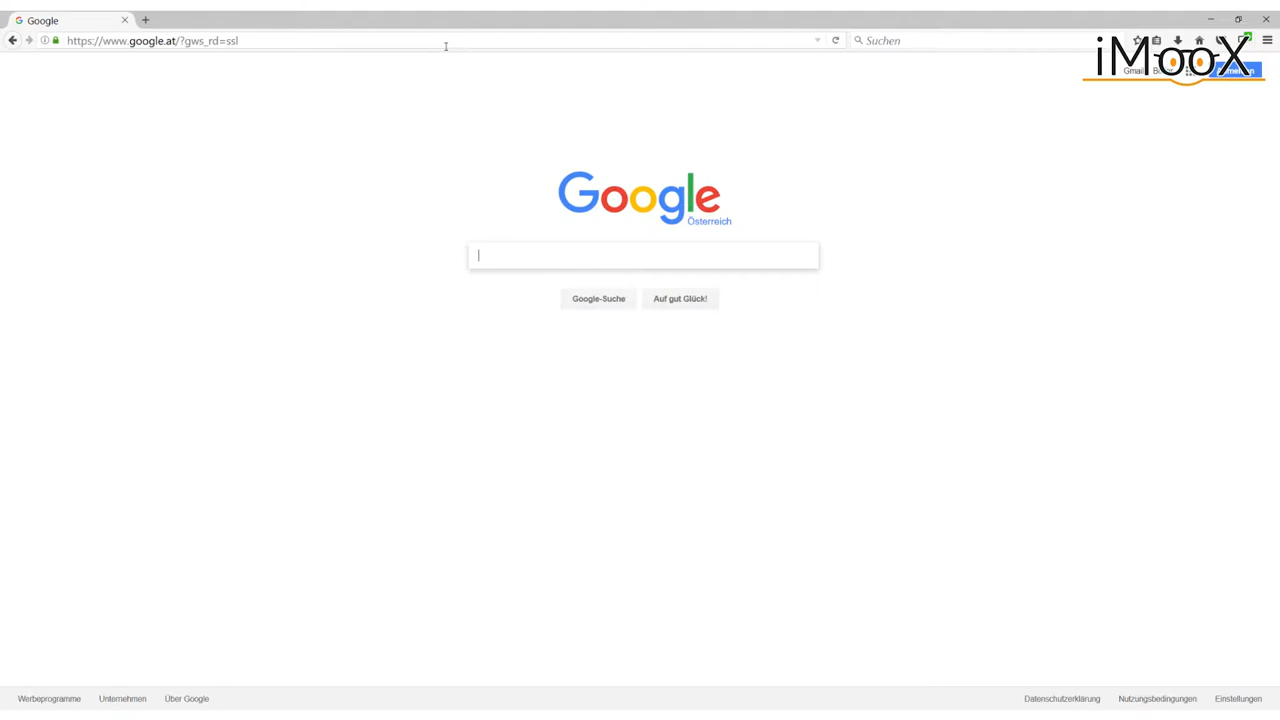 Google
https://www.google.at/?gws_rd=ssl
Suchen
iMooX
Gmail
Google
Österreich
Google-Suche
Auf gut Glück!
Werbeprogramme
Unternehmen
Über Google
Datenschutzerklärung
Nutzungsbedingungen
Einstellungen